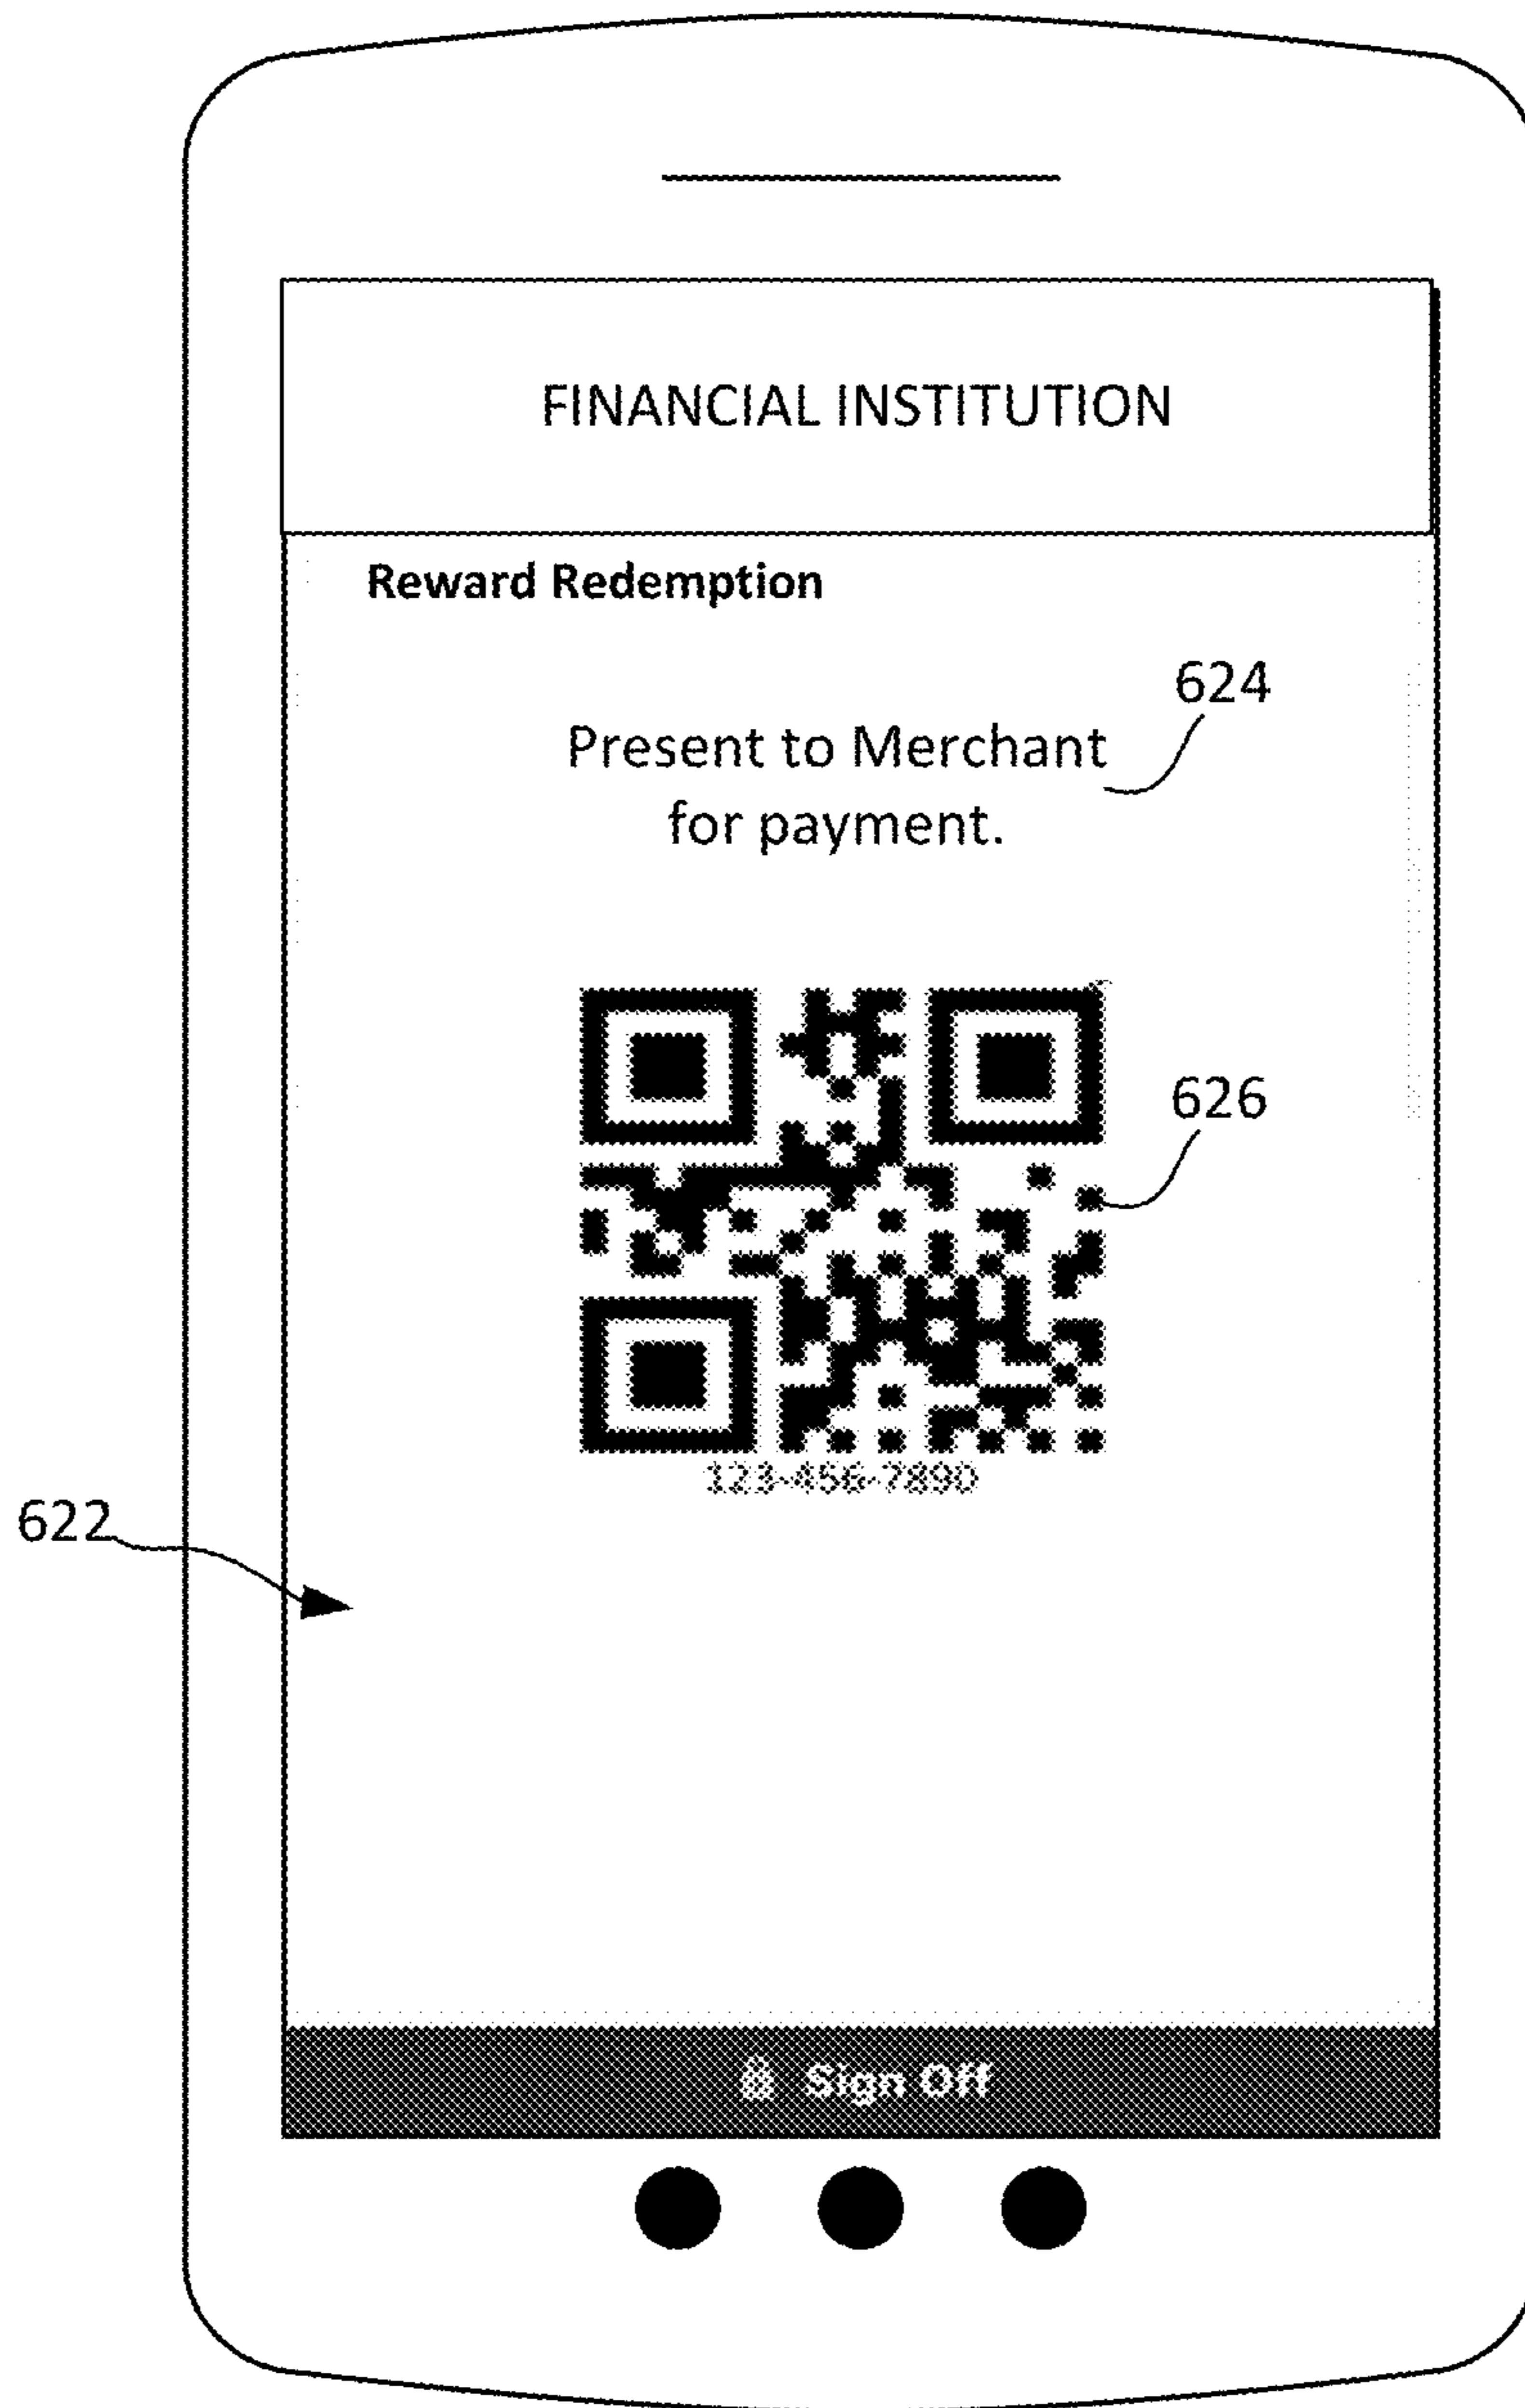 FINANCIAL INSTITUTION
Reward Redemption
624
Present to Merchant
for payment.
626
123-456-7890
622
Sign Off